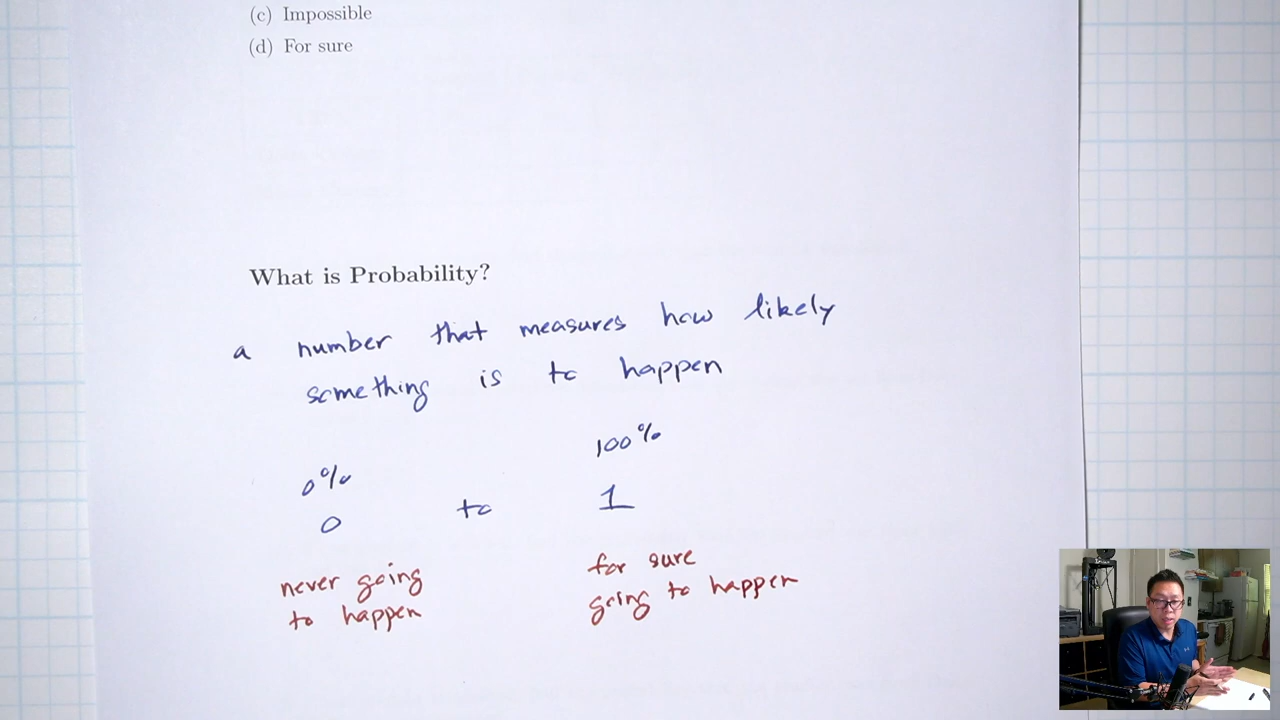 (c) Impossible
(d) For sure
What is Probability?
a number that measures how likely
something is to happen
0% 100%
0 to 1
never going for sure
to happen going to happen